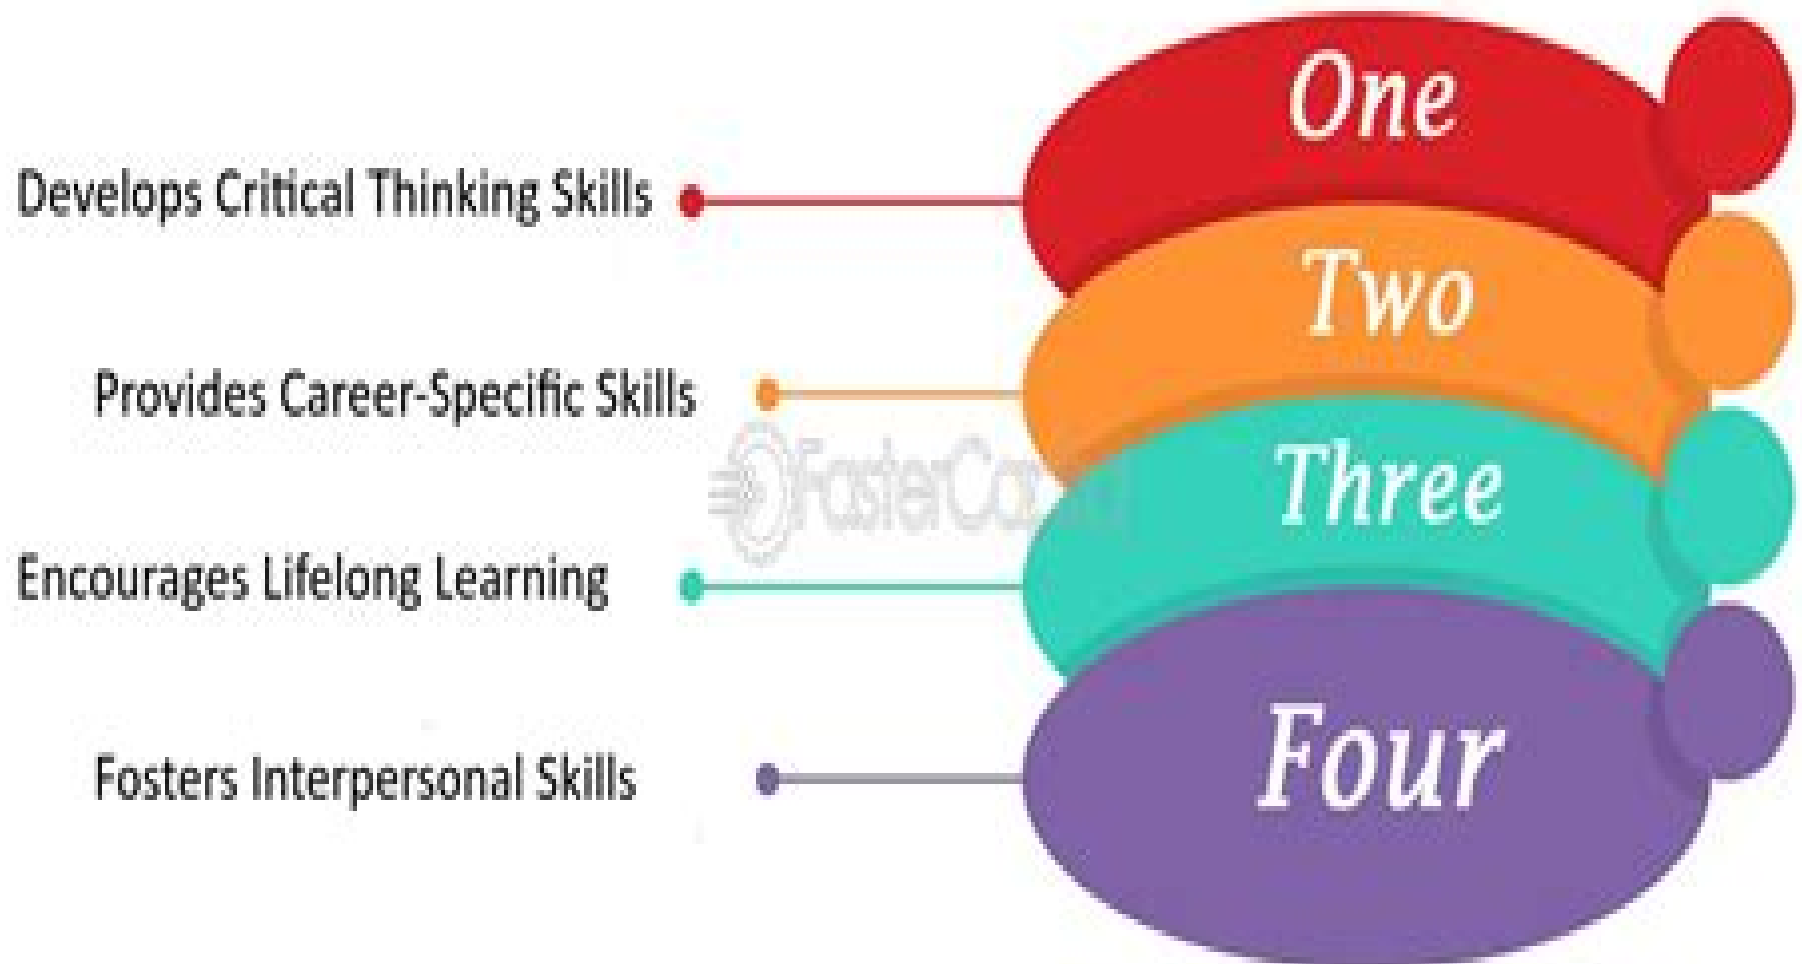 One
Develops Critical Thinking Skills
Two
Provides Career-Specific Skills
Three
Encourages Lifelong Learning
Four
Fosters Interpersonal Skills